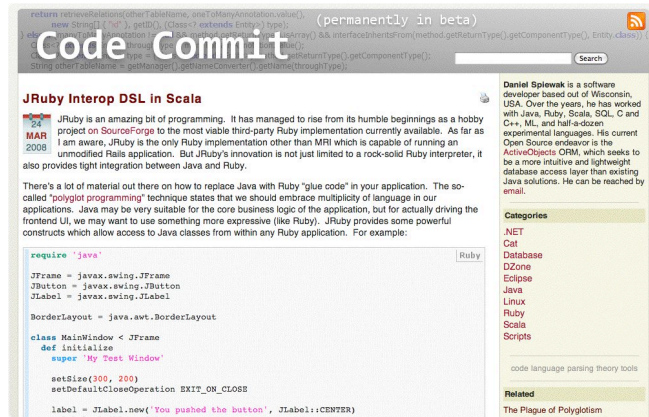 return retrieveRelations(otherTableName, oneToManyAnnotation.value(),
new String[] { "id" }, getID(), (Class<? extends Entity>) type);
(permanently in beta)
Code Commit
Search
JRuby Interop DSL in Scala
24
MAR
2008
JRuby is an amazing bit of programming. It has managed to rise from its humble beginnings as a hobby
project on SourceForge to the most viable third-party Ruby implementation currently available. As far as
I am aware, JRuby is the only Ruby implementation other than MRI which is capable of running an
unmodified Rails application. But JRuby's innovation is not just limited to a rock-solid Ruby interpreter, it
also provides tight integration between Java and Ruby.
There's a lot of material out there on how to replace Java with Ruby "glue code" in your application. The so-
called "polyglot programming" technique states that we should embrace multiplicity of language in our
applications. Java may be very suitable for the core business logic of the application, but for actually driving the
frontend UI, we may want to use something more expressive (like Ruby). JRuby provides some powerful
constructs which allow access to Java classes from within any Ruby application. For example:
Ruby
require 'java'
JFrame = javax.swing.JFrame
JButton = javax.swing.JButton
JLabel = javax.swing.JLabel
BorderLayout = java.awt.BorderLayout
class MainWindow < JFrame
def initialize
super 'My Test Window'
setSize(300, 200)
setDefaultCloseOperation EXIT_ON_CLOSE
label = JLabel.new('You pushed the button', JLabel::CENTER)
Daniel Spiewak is a software
developer based out of Wisconsin,
USA. Over the years, he has worked
with Java, Ruby, Scala, SQL, C and
C++, ML, and half-a-dozen
experimental languages. His current
Open Source endeavor is the
ActiveObjects ORM, which seeks to
be a more intuitive and lightweight
database access layer than existing
Java solutions. He can be reached by
email.
Categories
.NET
Cat
Database
DZone
Eclipse
Java
Linux
Ruby
Scala
Scripts
code language parsing theory tools
Related
The Plague of Polyglotism